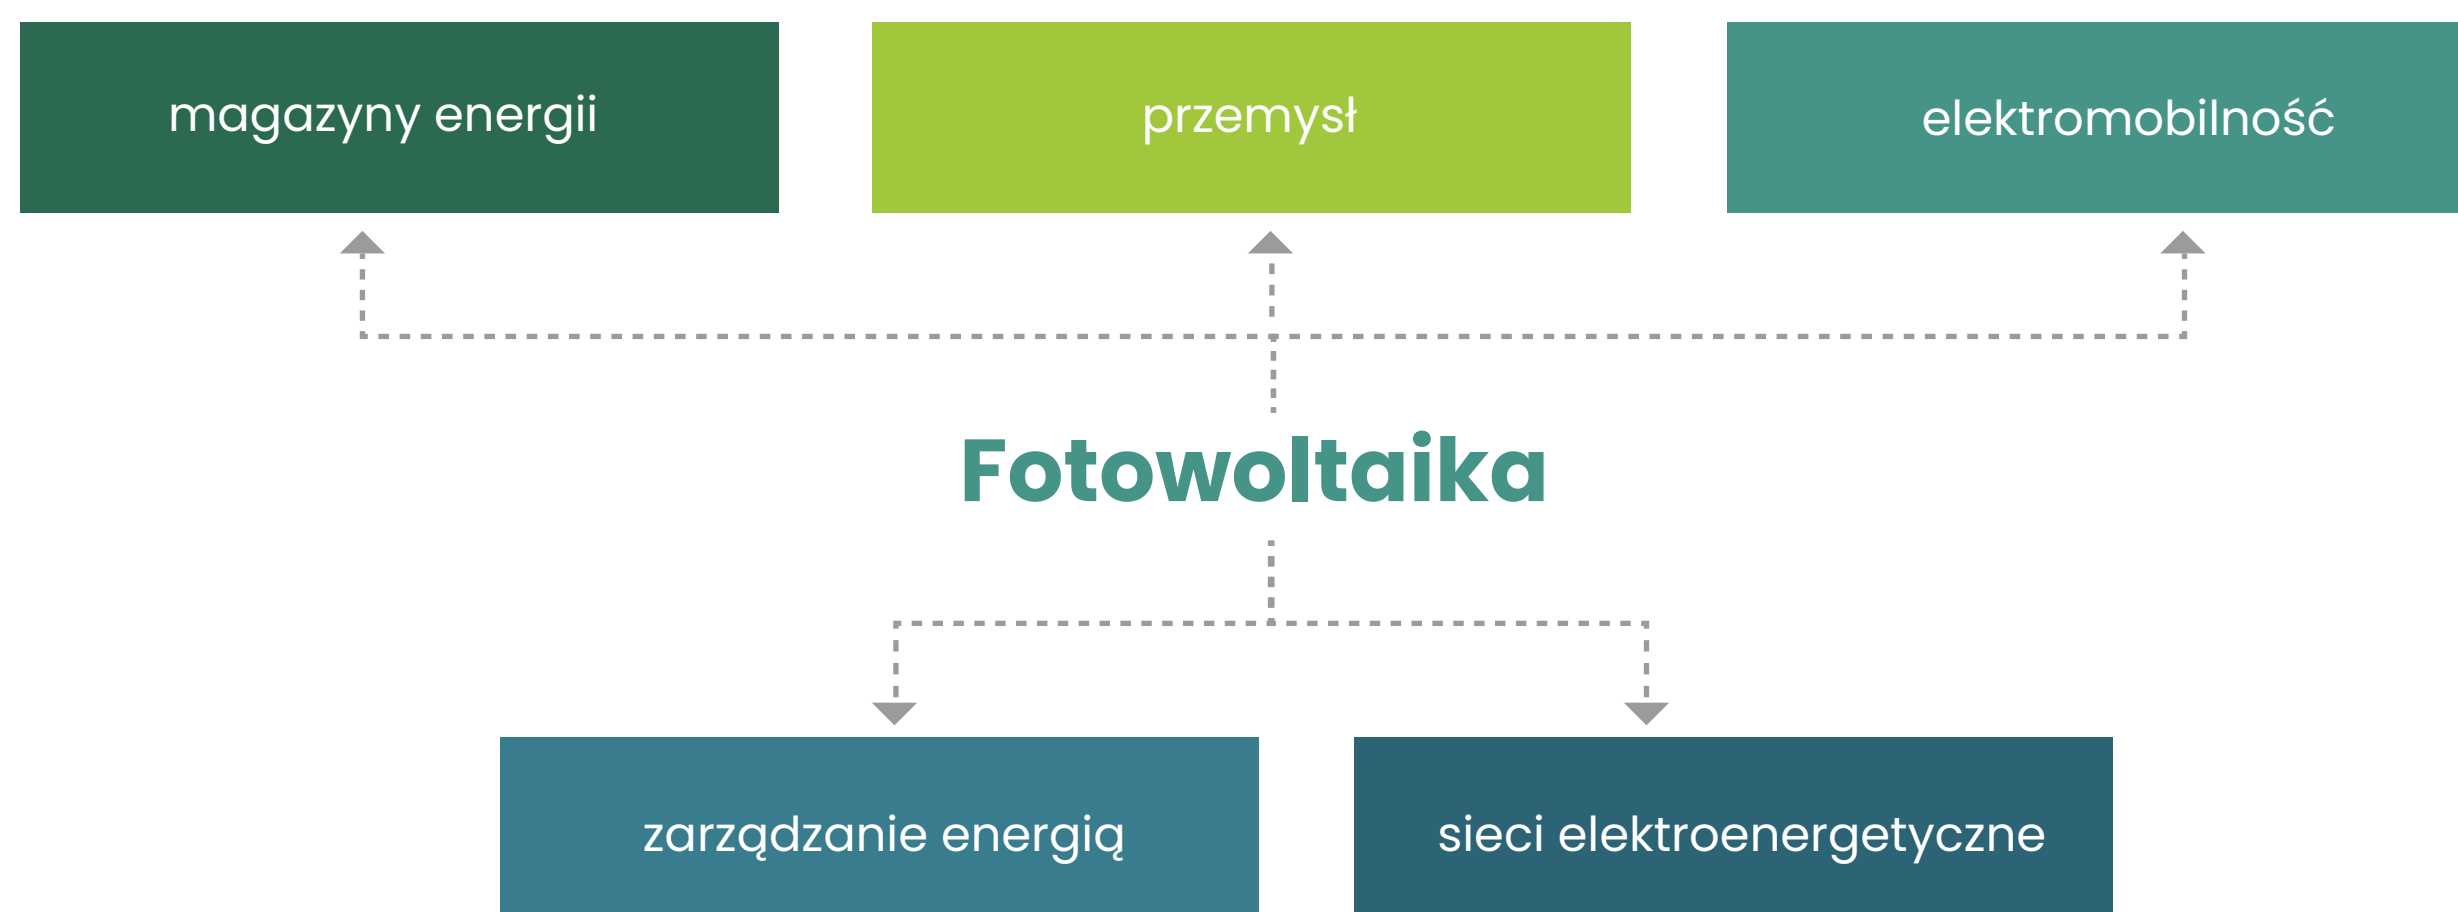 magazyny energii
przemysł
elektromobilność
Fotowoltaika
zarządzanie energią
sieci elektroenergetyczne